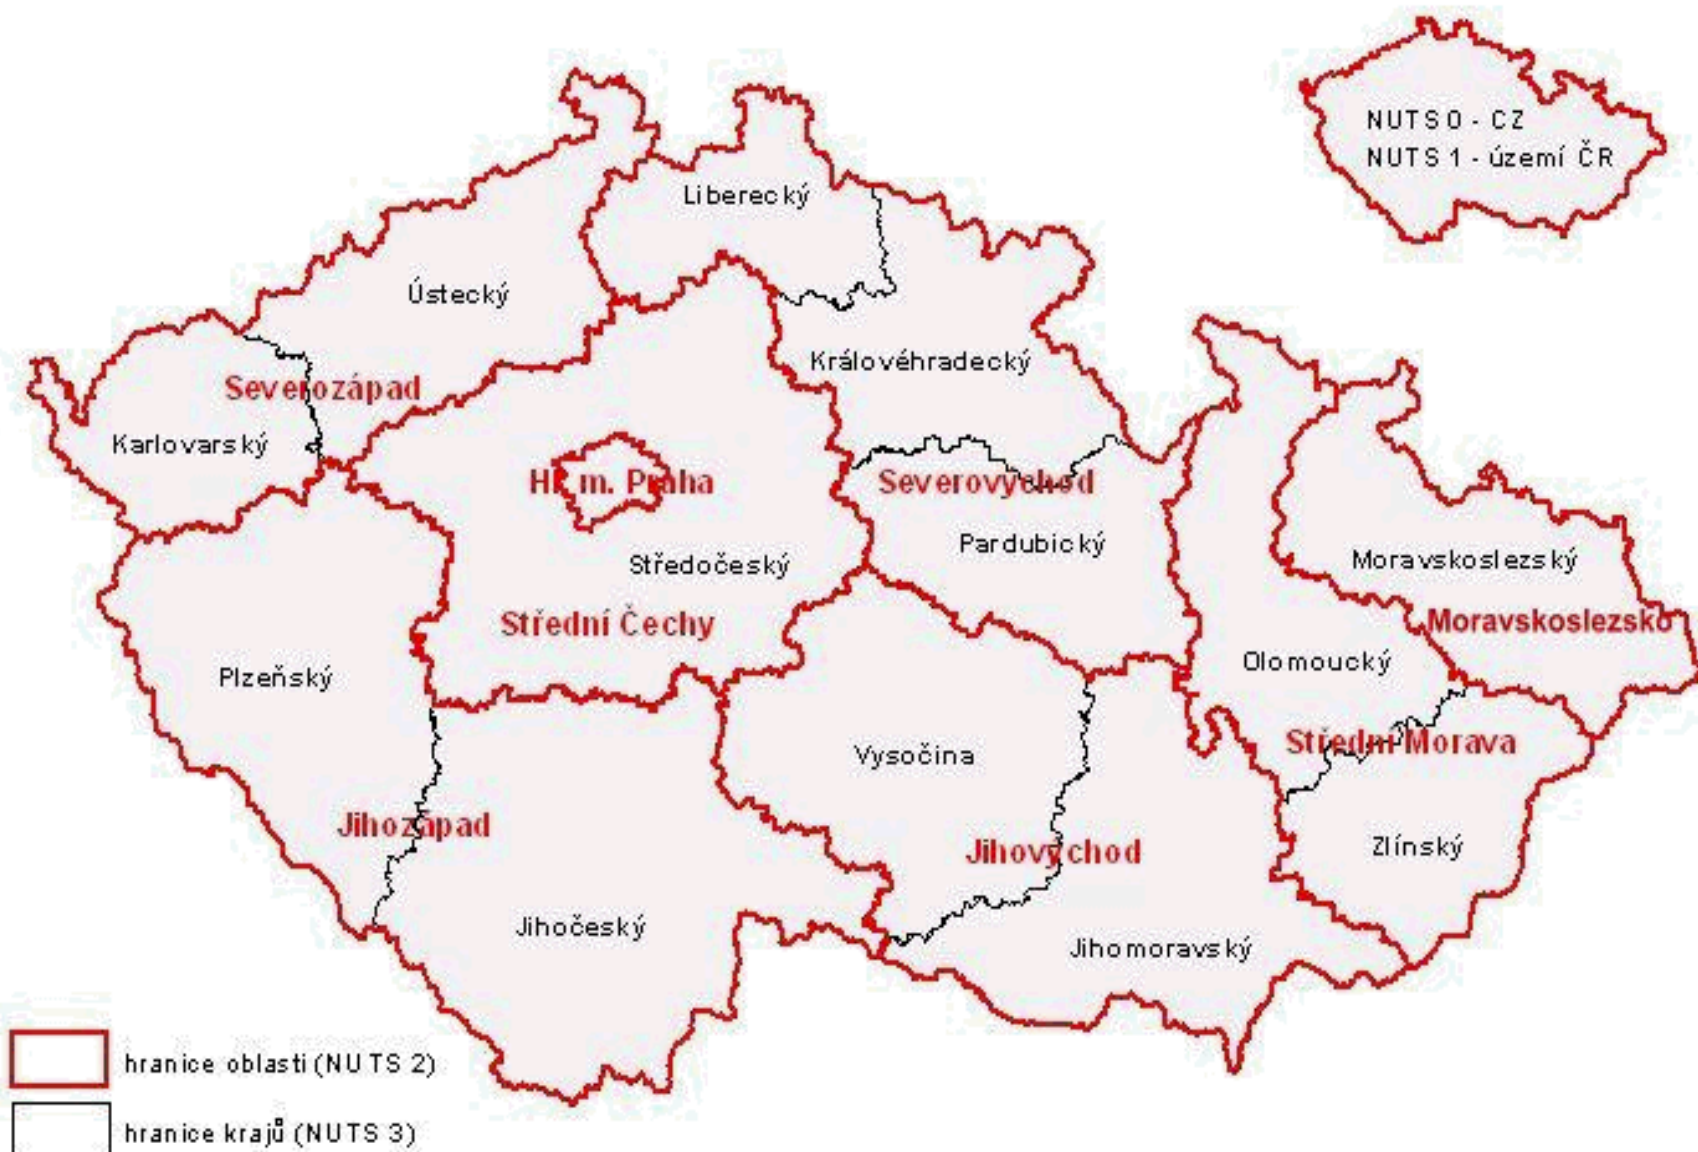 NUTS 0 - CZ
NUTS 1 - území ČR
Liberecký
Ústecký
Královéhradecký
Severozápad
Karlovarský
Hl. m. Praha
Severovýchod
Pardubický
Středočeský
Moravskoslezský
Střední Čechy
Moravskoslezsko
Olomoucký
Plzeňský
Střední Morava
Vysočina
Jihozápad
Zlínský
Jihovýchod
Jihočeský
Jihomoravský
hranice oblasti (NUTS 2)
hranice krajů (NUTS 3)